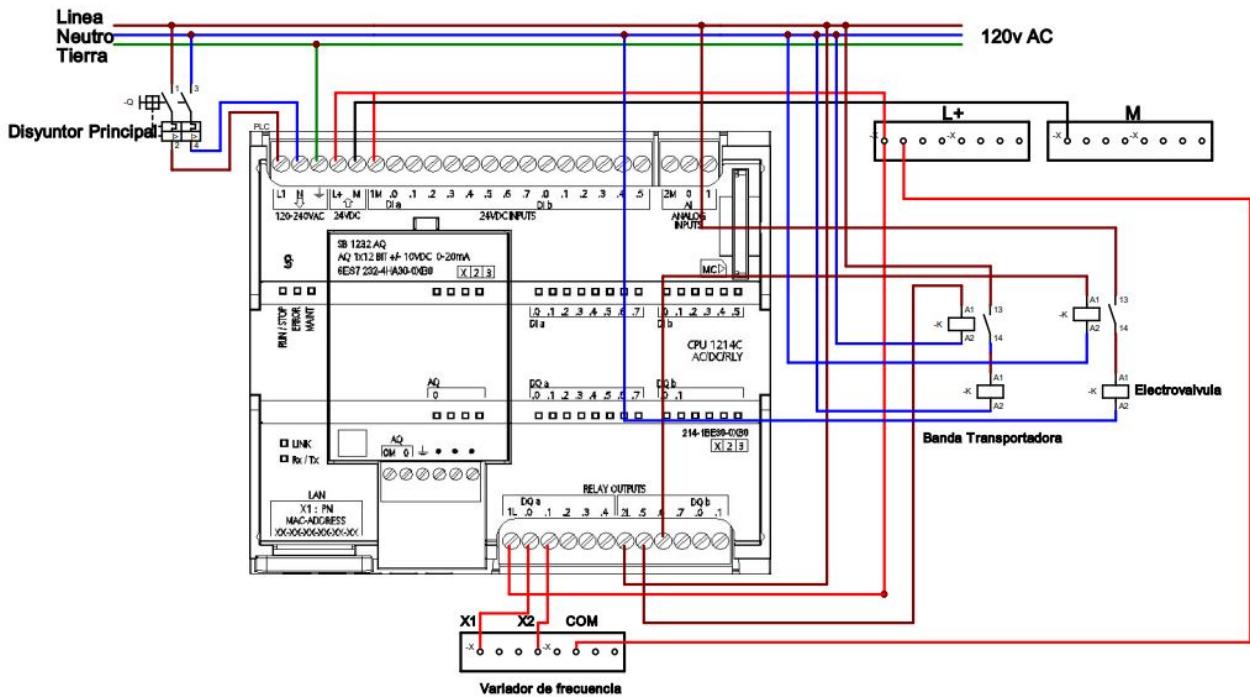 Linea
Neutro
Tierra
120v AC
1 3
-Q
Disyuntor Principal
2 4
PLC
L+
M
-X -X
-X -X
L1 N L+ M 1M .0 .1 .2 .3 .4 .5 .6 .7 .0 .1 .2 .3 .4 .5 2M 0 1
DI a DI b AI
120-240VAC 24VDC 24VDC INPUTS ANALOG INPUTS
SB 1232 AQ
AQ 1x12 BIT +/- 10VDC 0-20mA
6ES7 232-4HA30-0XB0 X 2 3
MC
RUN / STOP
ERROR
MAINT
.0 .1 .2 .3 .4 .5 .6 .7 .0 .1 .2 .3 .4 .5
DI a DI b
CPU 1214C
AC/DC/RLY
AQ
0
DQ a DQ b
.0 .1 .2 .3 .4 .5 .6 .7 .0 .1
214-1BE30-0XB0
X 2 3
LINK
Rx / Tx
AQ
0M 0
LAN
X1 : PN
MAC-ADDRESS
XX-XX-XX-XX-XX-XX
RELAY OUTPUTS
DQ a DQ b
1L .0 .1 .2 .3 .4 2L .5 .6 .7 .0 .1
A1 13
-K
A2 14
A1 13
-K
A2 14
A1
-K
A2
A1
-K
A2
Electrovalvula
Banda Transportadora
X1 X2 COM
-X -X
Variador de frecuencia